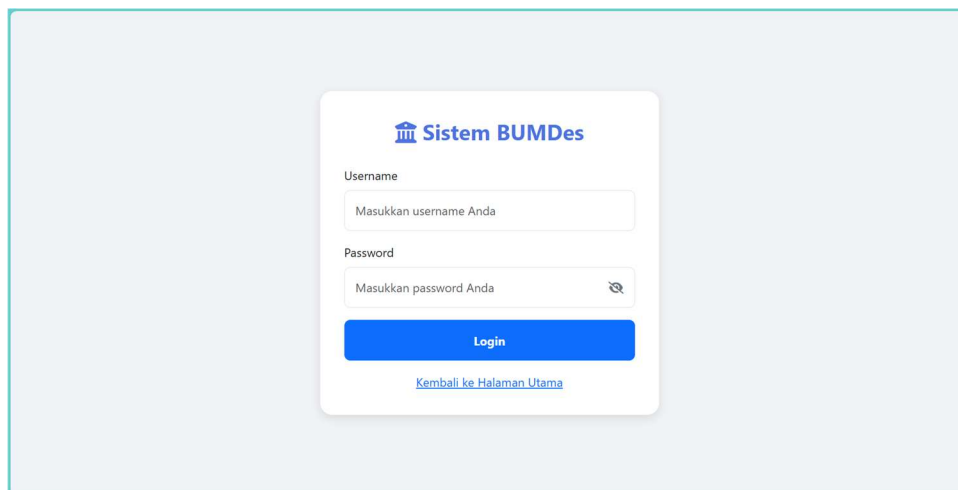 Sistem BUMDes
Username
Masukkan username Anda
Password
Masukkan password Anda
Login
Kembali ke Halaman Utama